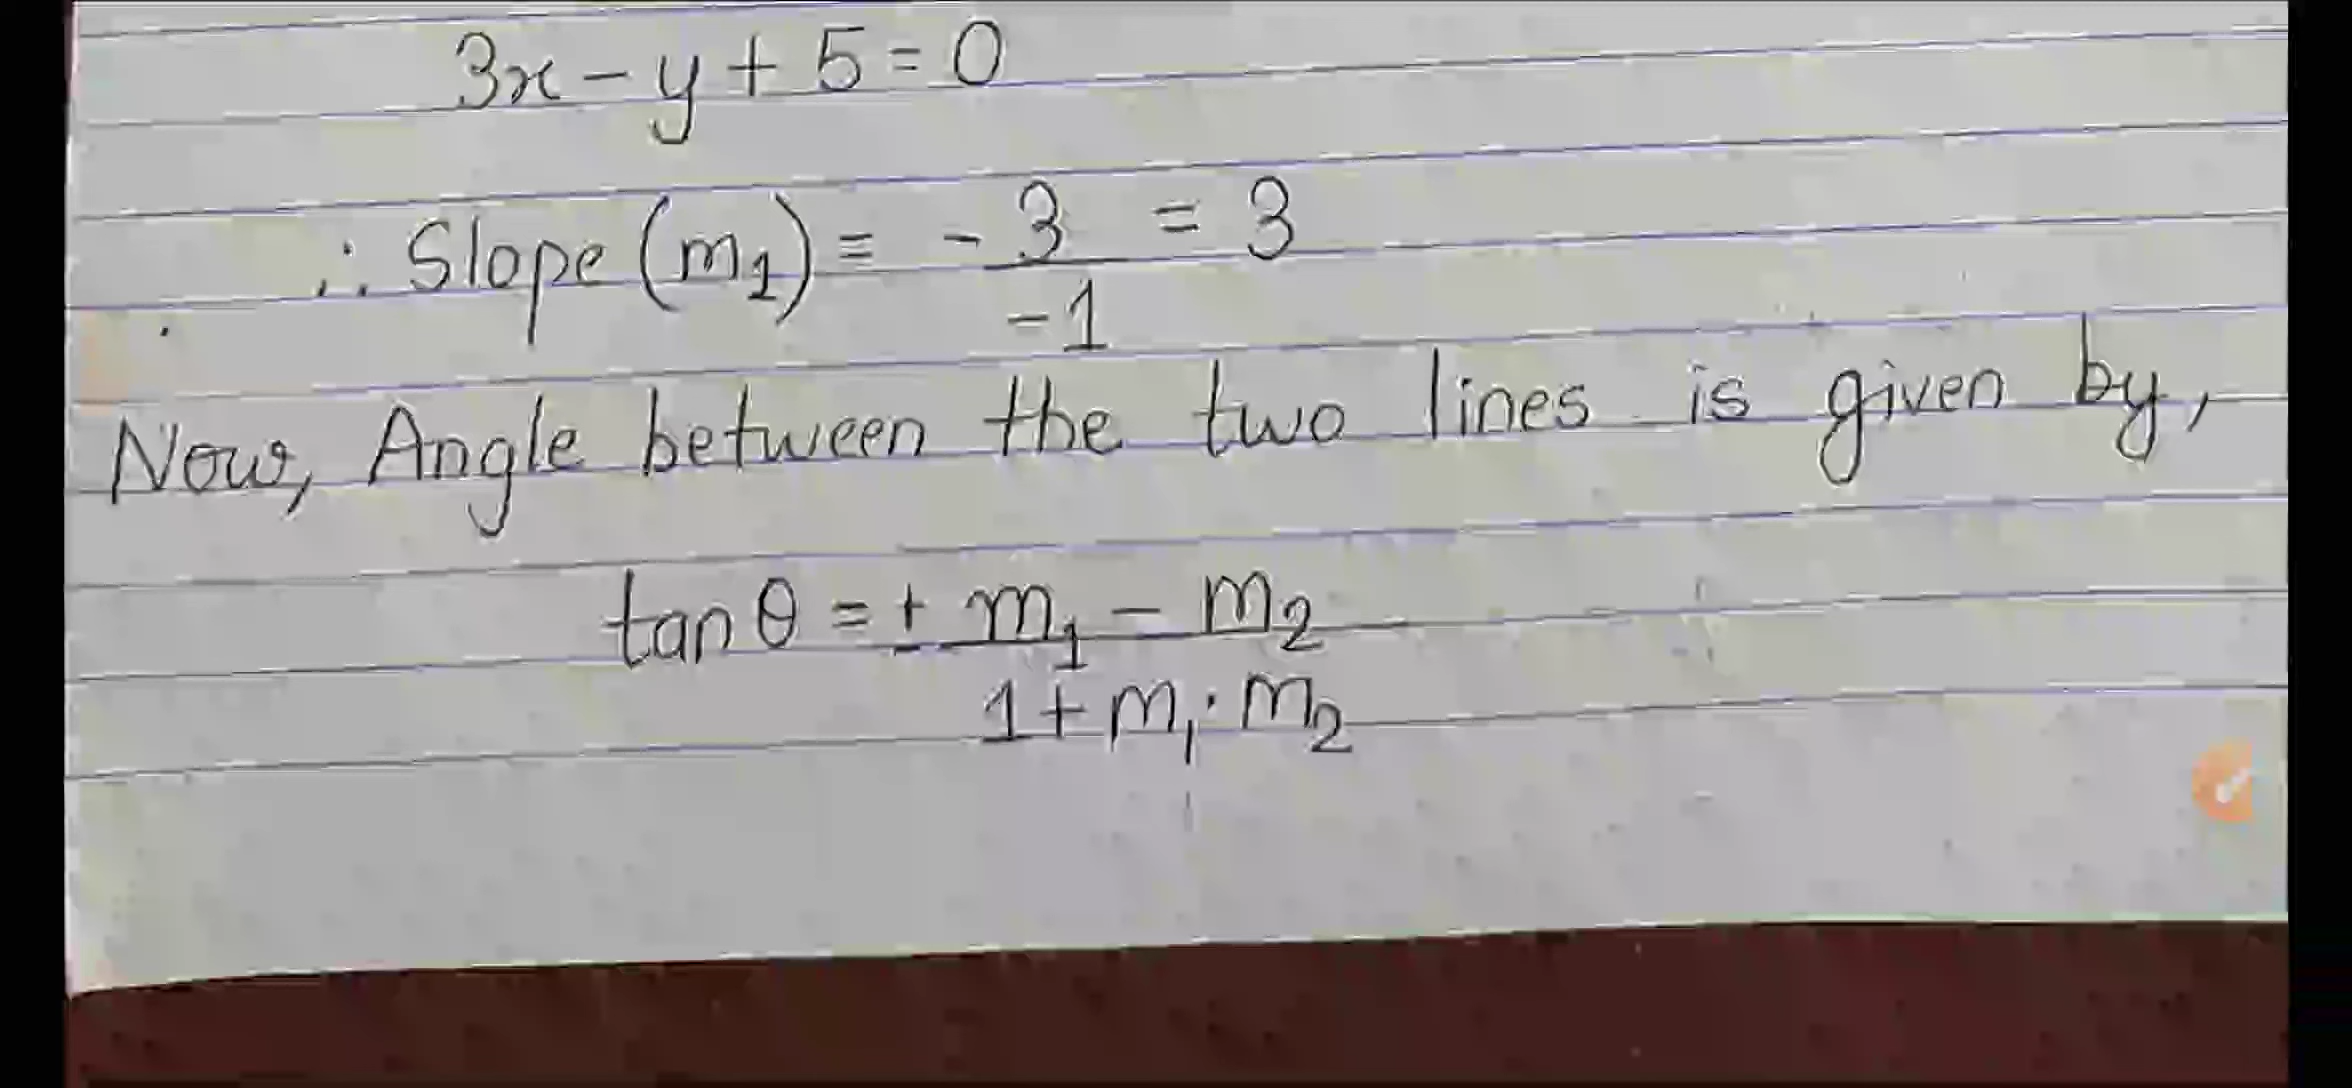 3x - y + 5 = 0
∴ Slope (m₁) = - 3/-1 = 3
Now, Angle between the two lines is given by,
tan θ = ± m₁ - m₂ / 1 + m₁ · m₂